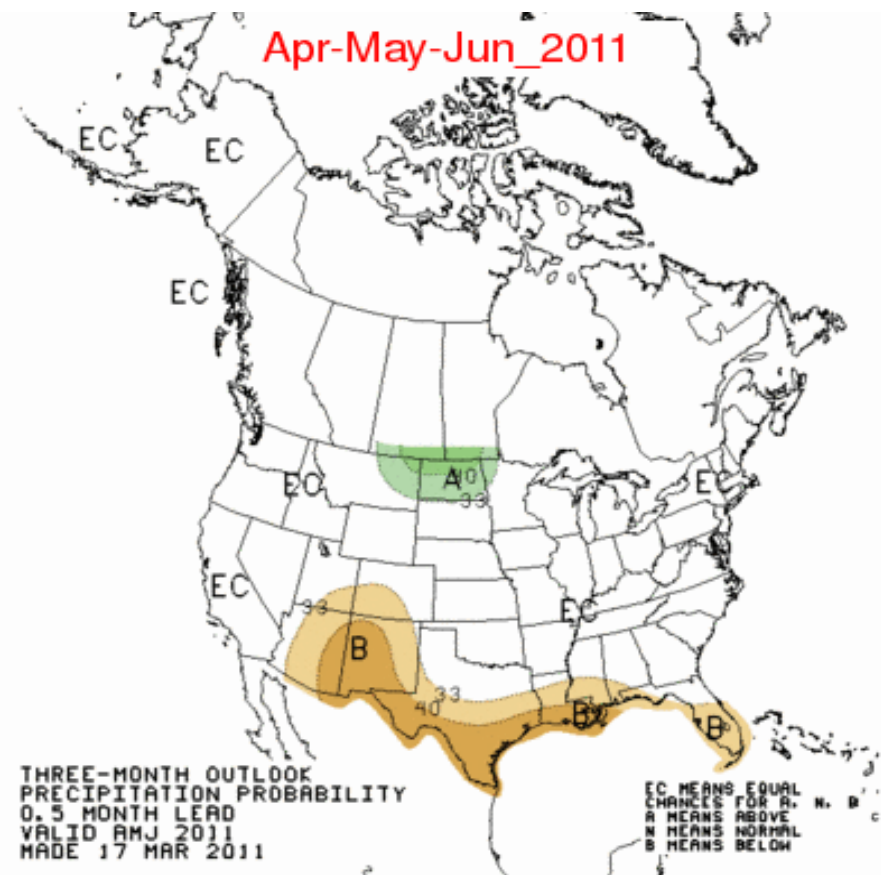 Apr-May-Jun_2011
EC
EC
EC
A
40
33
EC
EC
EC
33
EC
B
33
40
B
B
THREE-MONTH OUTLOOK
PRECIPITATION PROBABILITY
0.5 MONTH LEAD
VALID AMJ 2011
MADE 17 MAR 2011
EC MEANS EQUAL
CHANCES FOR A, N, B
A MEANS ABOVE
N MEANS NORMAL
B MEANS BELOW